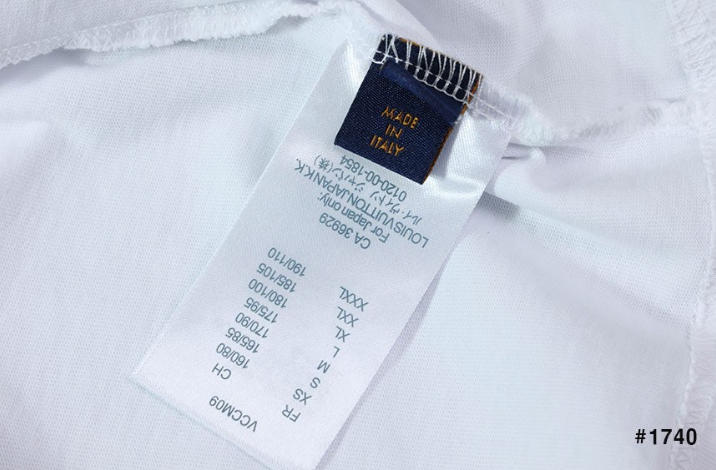 MADE
IN
ITALY
VCCM09
FR CH
XS 160/80
S 165/85
M 170/90
L 175/95
XL 180/100
XXL 185/105
XXXL 190/110
CA 36929
For Japan only:
LOUIS VUITTON JAPAN K.K.
ルイ・ヴィトン ジャパン(株)
0120-00-1854
#1740